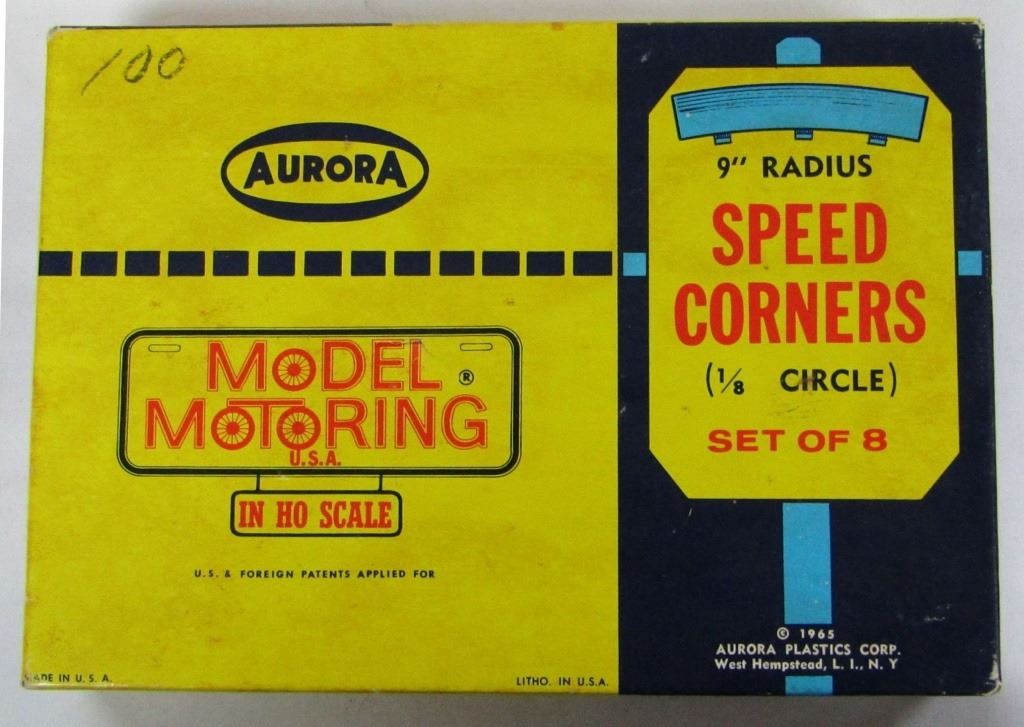 100
AURORA
MODEL ®
MOTORING
U.S.A.
IN HO SCALE
U.S. & FOREIGN PATENTS APPLIED FOR
MADE IN U. S. A.
LITHO. IN U.S.A.
9" RADIUS
SPEED
CORNERS
(1/8 CIRCLE)
SET OF 8
© 1965
AURORA PLASTICS CORP.
West Hempstead, L. I., N. Y